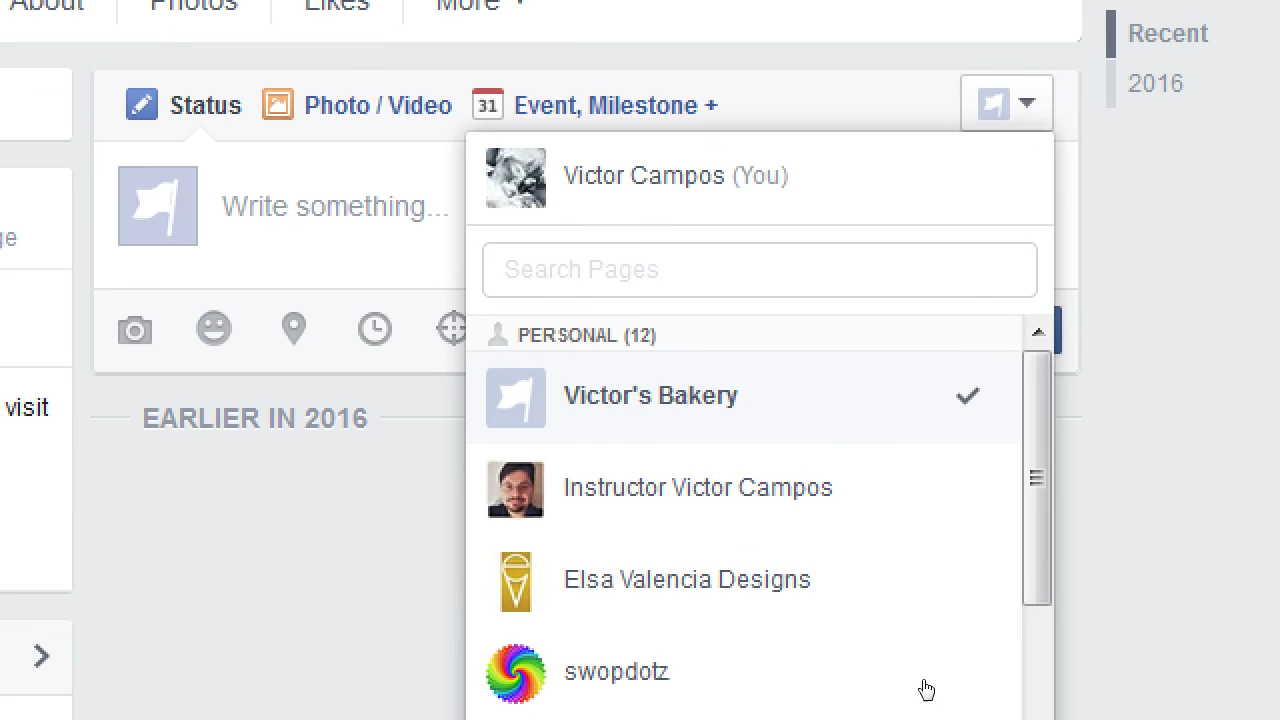 About Photos Likes More
Recent
2016
Status Photo / Video 31 Event, Milestone +
Victor Campos (You)
Write something...
Search Pages
PERSONAL (12)
Victor's Bakery
visit
EARLIER IN 2016
Instructor Victor Campos
Elsa Valencia Designs
swopdotz